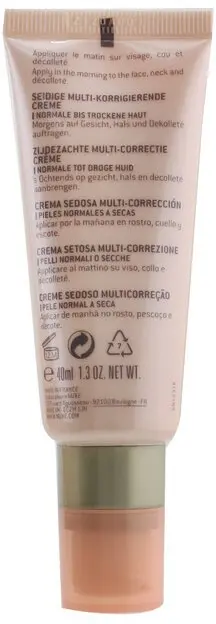 Appliquer le matin sur visage, cou et
décolleté
Apply in the morning to the face, neck and
décolleté.
SEIDIGE MULTI-KORRIGIERENDE
CREME
NORMALE BIS TROCKENE HAUT
Morgens auf Gesicht, Hals und Dekolleté
auftragen.
ZIJDEZACHTE MULTI-CORRECTIE
CRÈME
NORMALE TOT DROGE HUID
's Ochtends op gezicht, hals en decolleté
aanbrengen.
CREMA SEDOSA MULTI-CORRECCIÓN
PIELES NORMALES A SECAS
Aplicar por la mañana en rostro, cuello y
escote.
CREMA SETOSA MULTI-CORREZIONE
PELLI NORMALI O SECCHE
Applicare al mattino su viso, collo e
decolleté.
CREME SEDOSO MULTICORREÇÃO
PELE NORMAL A SECA
Aplicar de manhã no rosto, pescoço e
decote.
7
e 40ml 1.3 OZ. NET WT.